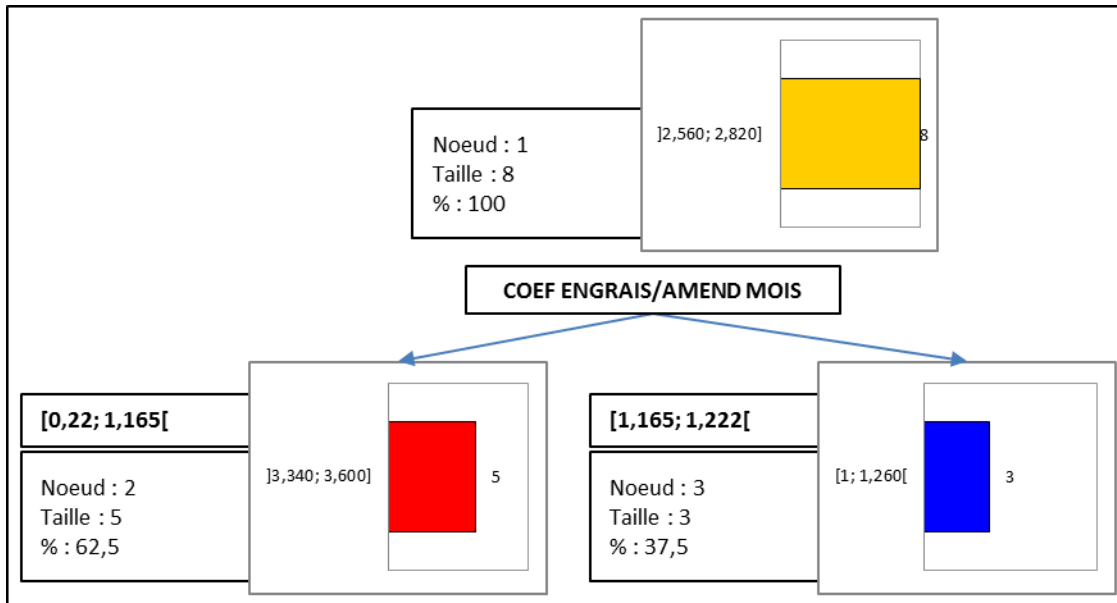 Noeud : 1
Taille : 8
% : 100
]2,560; 2,820]
8
COEF ENGRAIS/AMEND MOIS
[0,22; 1,165[
Noeud : 2
Taille : 5
% : 62,5
]3,340; 3,600]
5
[1,165; 1,222[
Noeud : 3
Taille : 3
% : 37,5
[1; 1,260[
3